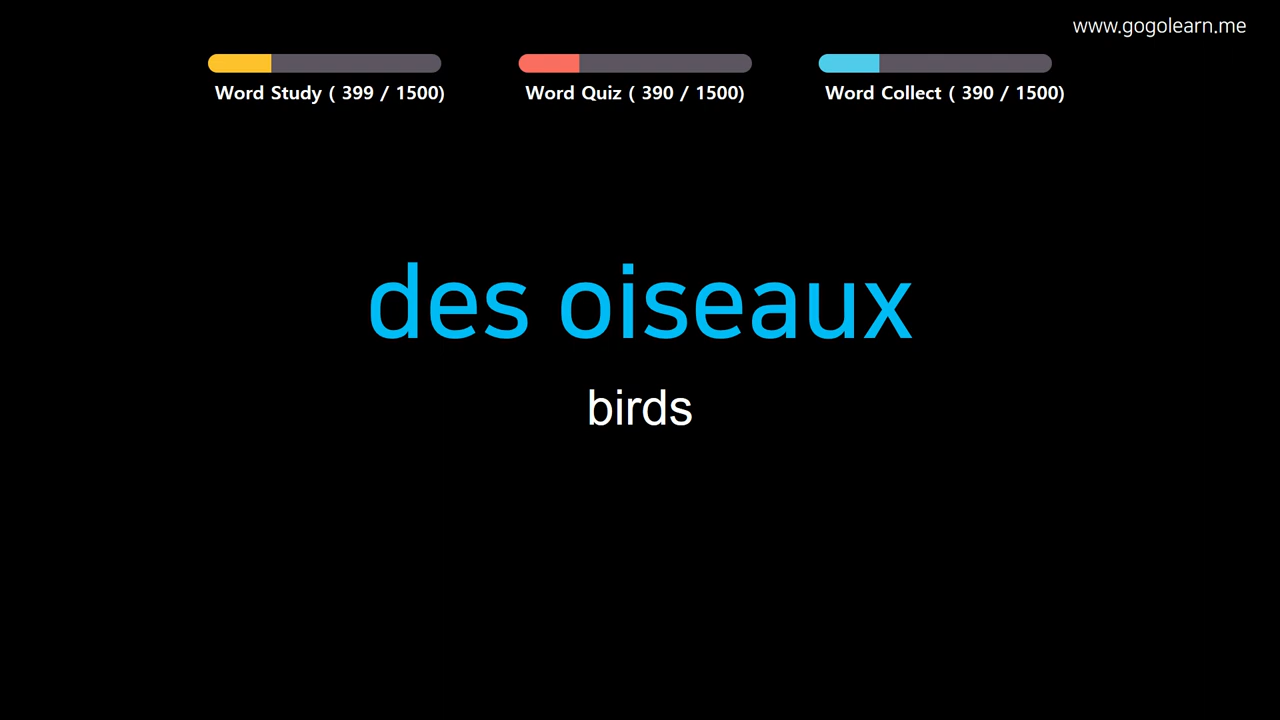 www.gogolearn.me
Word Study ( 399 / 1500)
Word Quiz ( 390 / 1500)
Word Collect ( 390 / 1500)
des oiseaux
birds